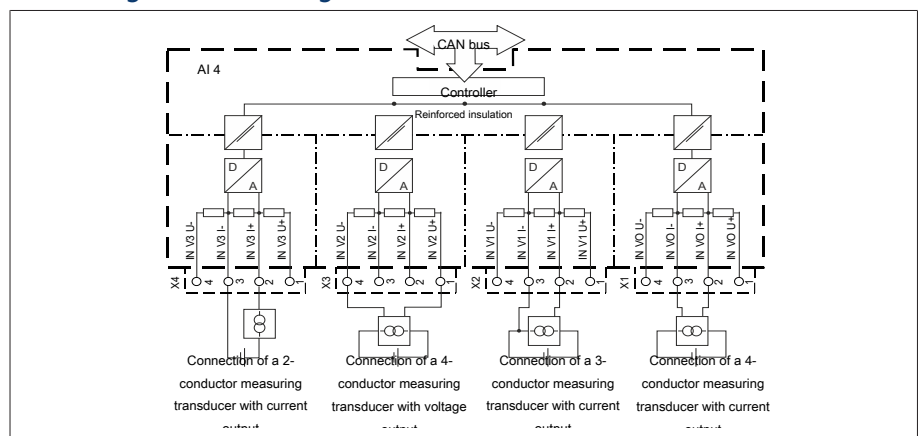 CAN bus
AI 4
Controller
Reinforced insulation
D
A
D
A
D
A
D
A
IN V3 U-
IN V3 I-
IN V3 I+
IN V3 U+
IN V2 U-
IN V2 I-
IN V2 I+
IN V2 U+
IN V1 U-
IN V1 I-
IN V1 I+
IN V1 U+
IN VO U-
IN VO I-
IN VO I+
IN VO U+
X4
4
3
2
1
X3
4
3
2
1
X2
4
3
2
1
X1
4
3
2
1
Connection of a 2-
conductor measuring
transducer with current
output
Connection of a 4-
conductor measuring
transducer with voltage
output
Connection of a 3-
conductor measuring
transducer with current
output
Connection of a 4-
conductor measuring
transducer with current
output